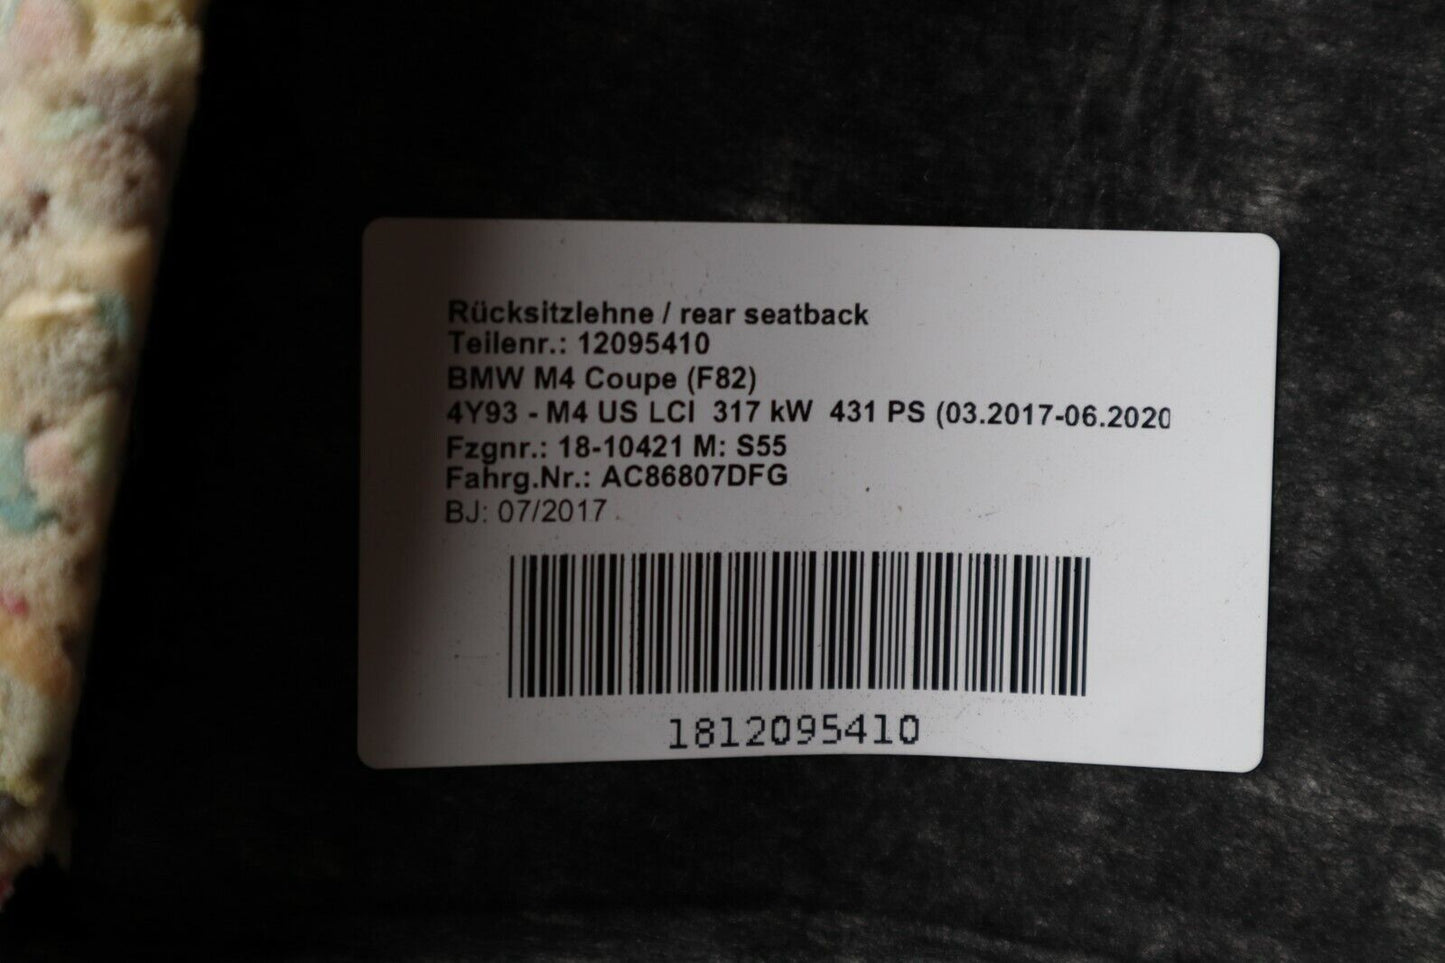 Rücksitzlehne / rear seatback
Teilenr.: 12095410
BMW M4 Coupe (F82)
4Y93 - M4 US LCI 317 kW 431 PS (03.2017-06.2020
Fzgnr.: 18-10421 M: S55
Fahrg.Nr.: AC86807DFG
BJ: 07/2017
1812095410